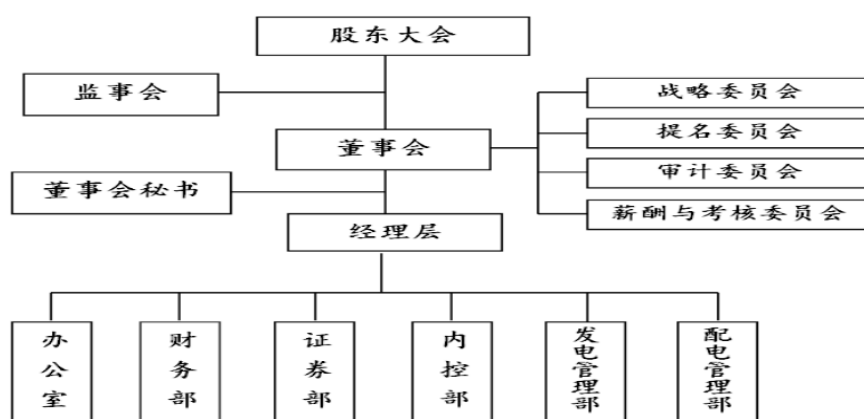 股东大会
监事会
战略委员会
提名委员会
董事会
审计委员会
董事会秘书
薪酬与考核委员会
经理层
办公室
财务部
证券部
内控部
发电管理部
配电管理部